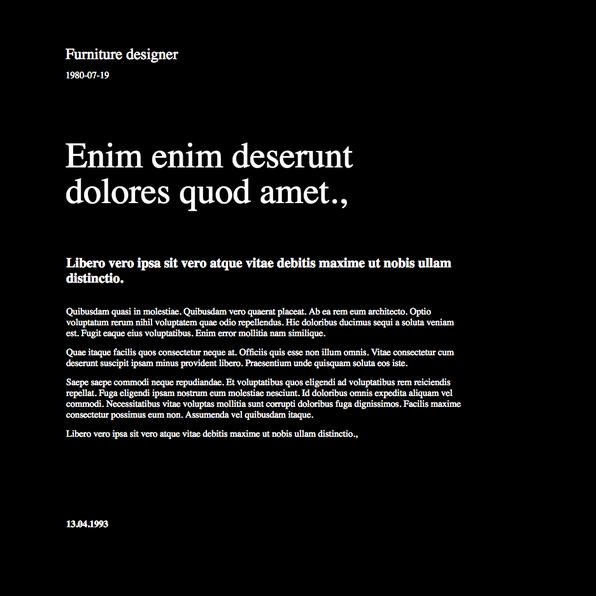 Furniture designer
1980-07-19
Enim enim deserunt
dolores quod amet.,
Libero vero ipsa sit vero atque vitae debitis maxime ut nobis ullam
distinctio.
Quibusdam quasi in molestiae. Quibusdam vero quaerat placeat. Ab ea rem eum architecto. Optio
voluptatum rerum nihil voluptatem quae odio repellendus. Hic doloribus ducimus sequi a soluta veniam
est. Fugit eaque eius voluptatibus. Enim error mollitia nam similique.
Quae itaque facilis quos consectetur neque at. Officiis quis esse non illum omnis. Vitae consectetur cum
deserunt suscipit ipsam minus provident libero. Praesentium unde quisquam soluta eos iste.
Saepe saepe commodi neque repudiandae. Et voluptatibus quos eligendi ad voluptatibus rem reiciendis
repellat. Fuga eligendi ipsam nostrum eum molestiae nesciunt. Id doloribus omnis expedita aliquam vel
commodi. Necessitatibus vitae voluptas mollitia sunt corrupti doloribus fuga dignissimos. Facilis maxime
consectetur possimus eum non. Assumenda vel quibusdam itaque.
Libero vero ipsa sit vero atque vitae debitis maxime ut nobis ullam distinctio.,
13.04.1993